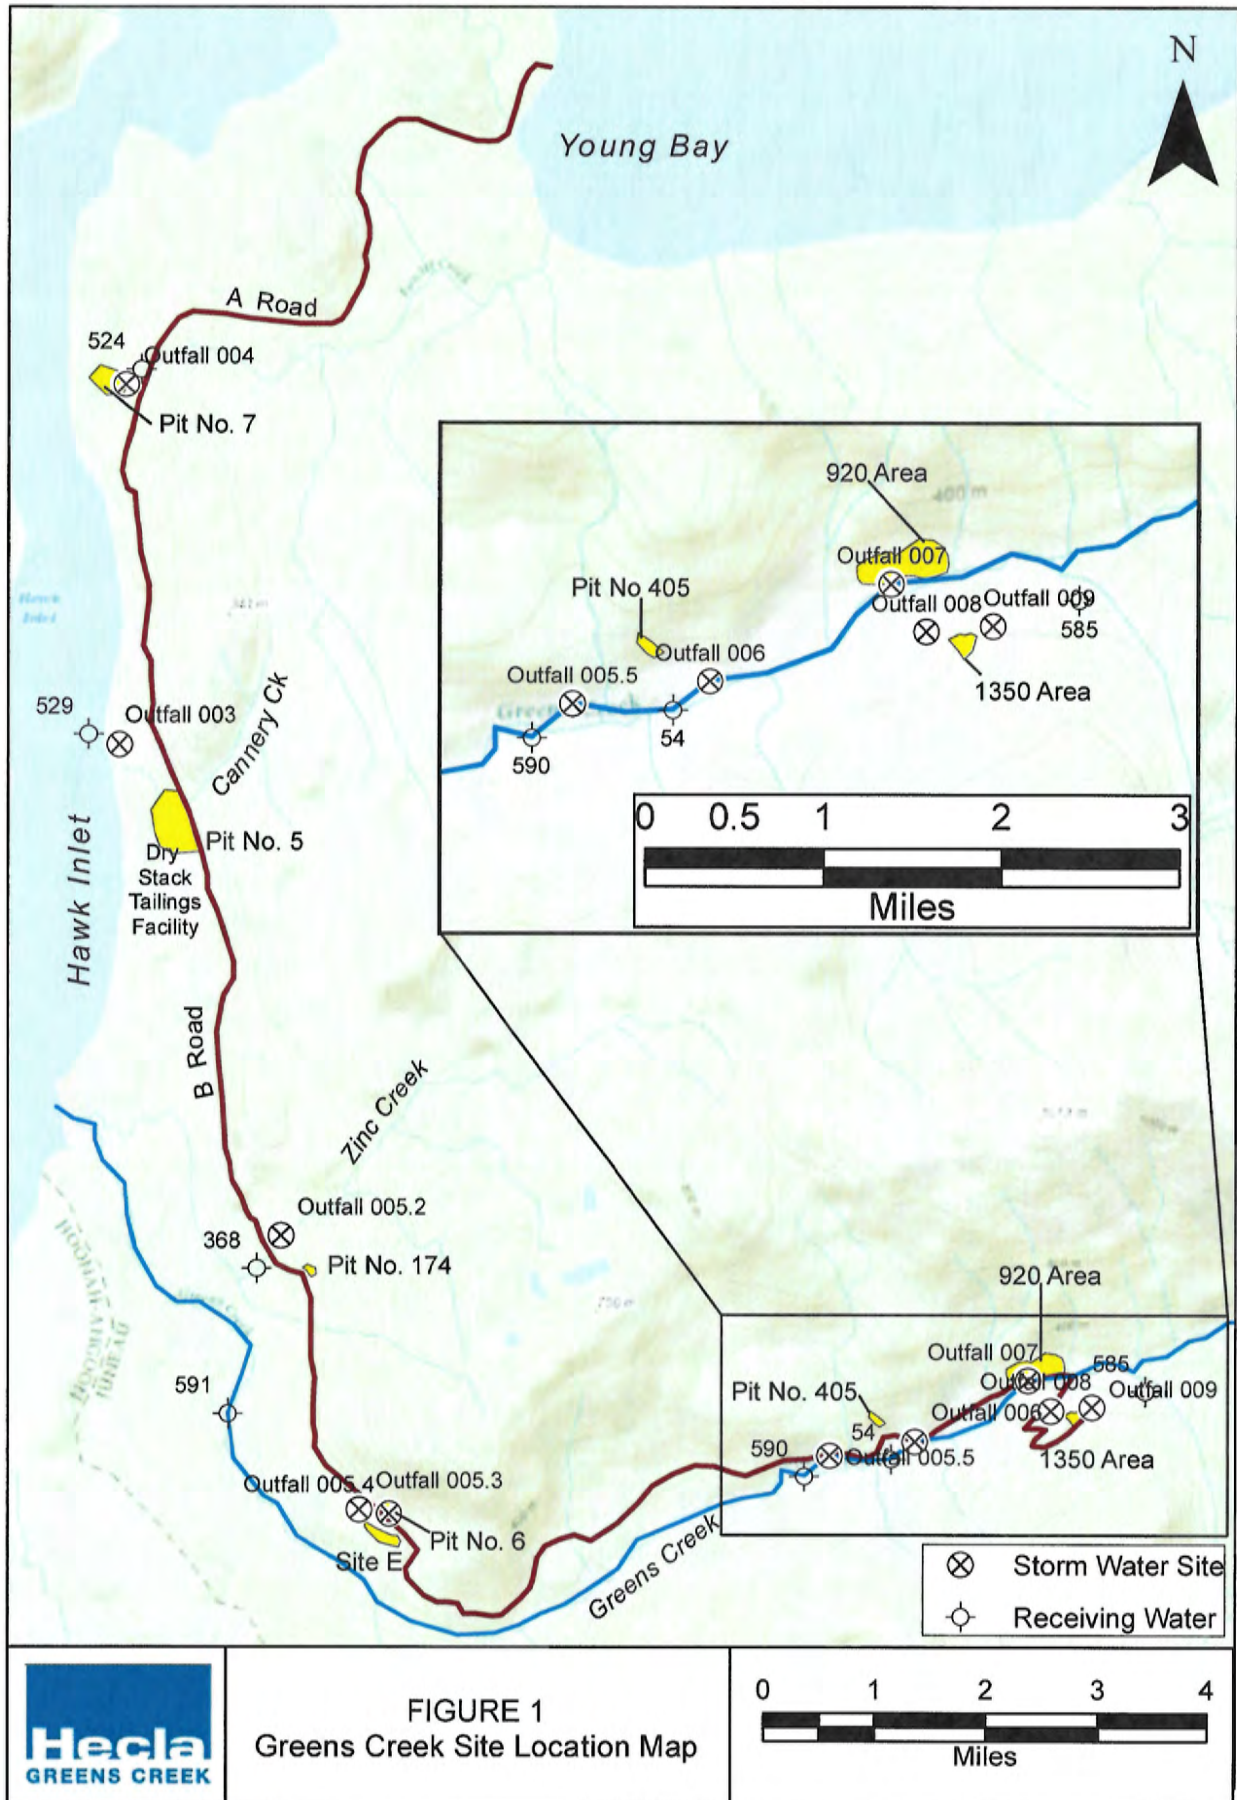 N
Young Bay
A Road
524
Outfall 004
Pit No. 7
920 Area
400 m
Outfall 007
Pit No 405
Outfall 008
Outfall 009
585
Outfall 006
1350 Area
Outfall 005.5
Greens Creek
54
590
0 0.5 1 2 3
Miles
Hawk
Inlet
529
Outfall 003
Cannery Ck
Hawk Inlet
Pit No. 5
Dry
Stack
Tailings
Facility
B Road
Zinc Creek
Outfall 005.2
368
Pit No. 174
591
920 Area
Outfall 007
585
Outfall 008
Outfall 009
Pit No. 405
Outfall 006
54
590
Outfall 005.5
1350 Area
Outfall 005.4
Outfall 005.3
Pit No. 6
Site E
Greens Creek
Storm Water Site
Receiving Water
Hecla
GREENS CREEK
FIGURE 1
Greens Creek Site Location Map
0 1 2 3 4
Miles